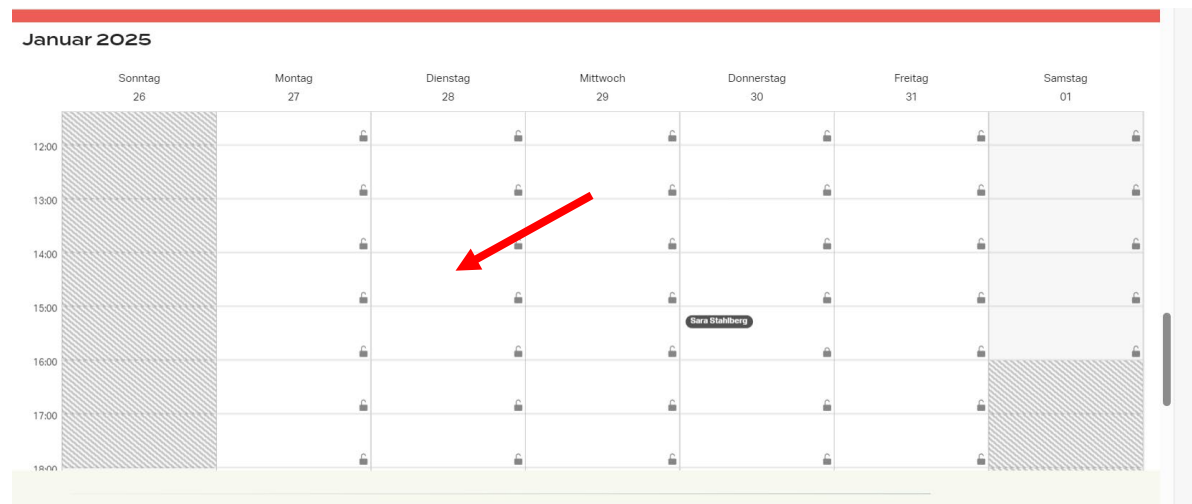 Januar 2025
Sonntag Montag Dienstag Mittwoch Donnerstag Freitag Samstag
26 27 28 29 30 31 01
12:00
13:00
14:00
15:00
Sara Stahlberg
16:00
17:00
18:00